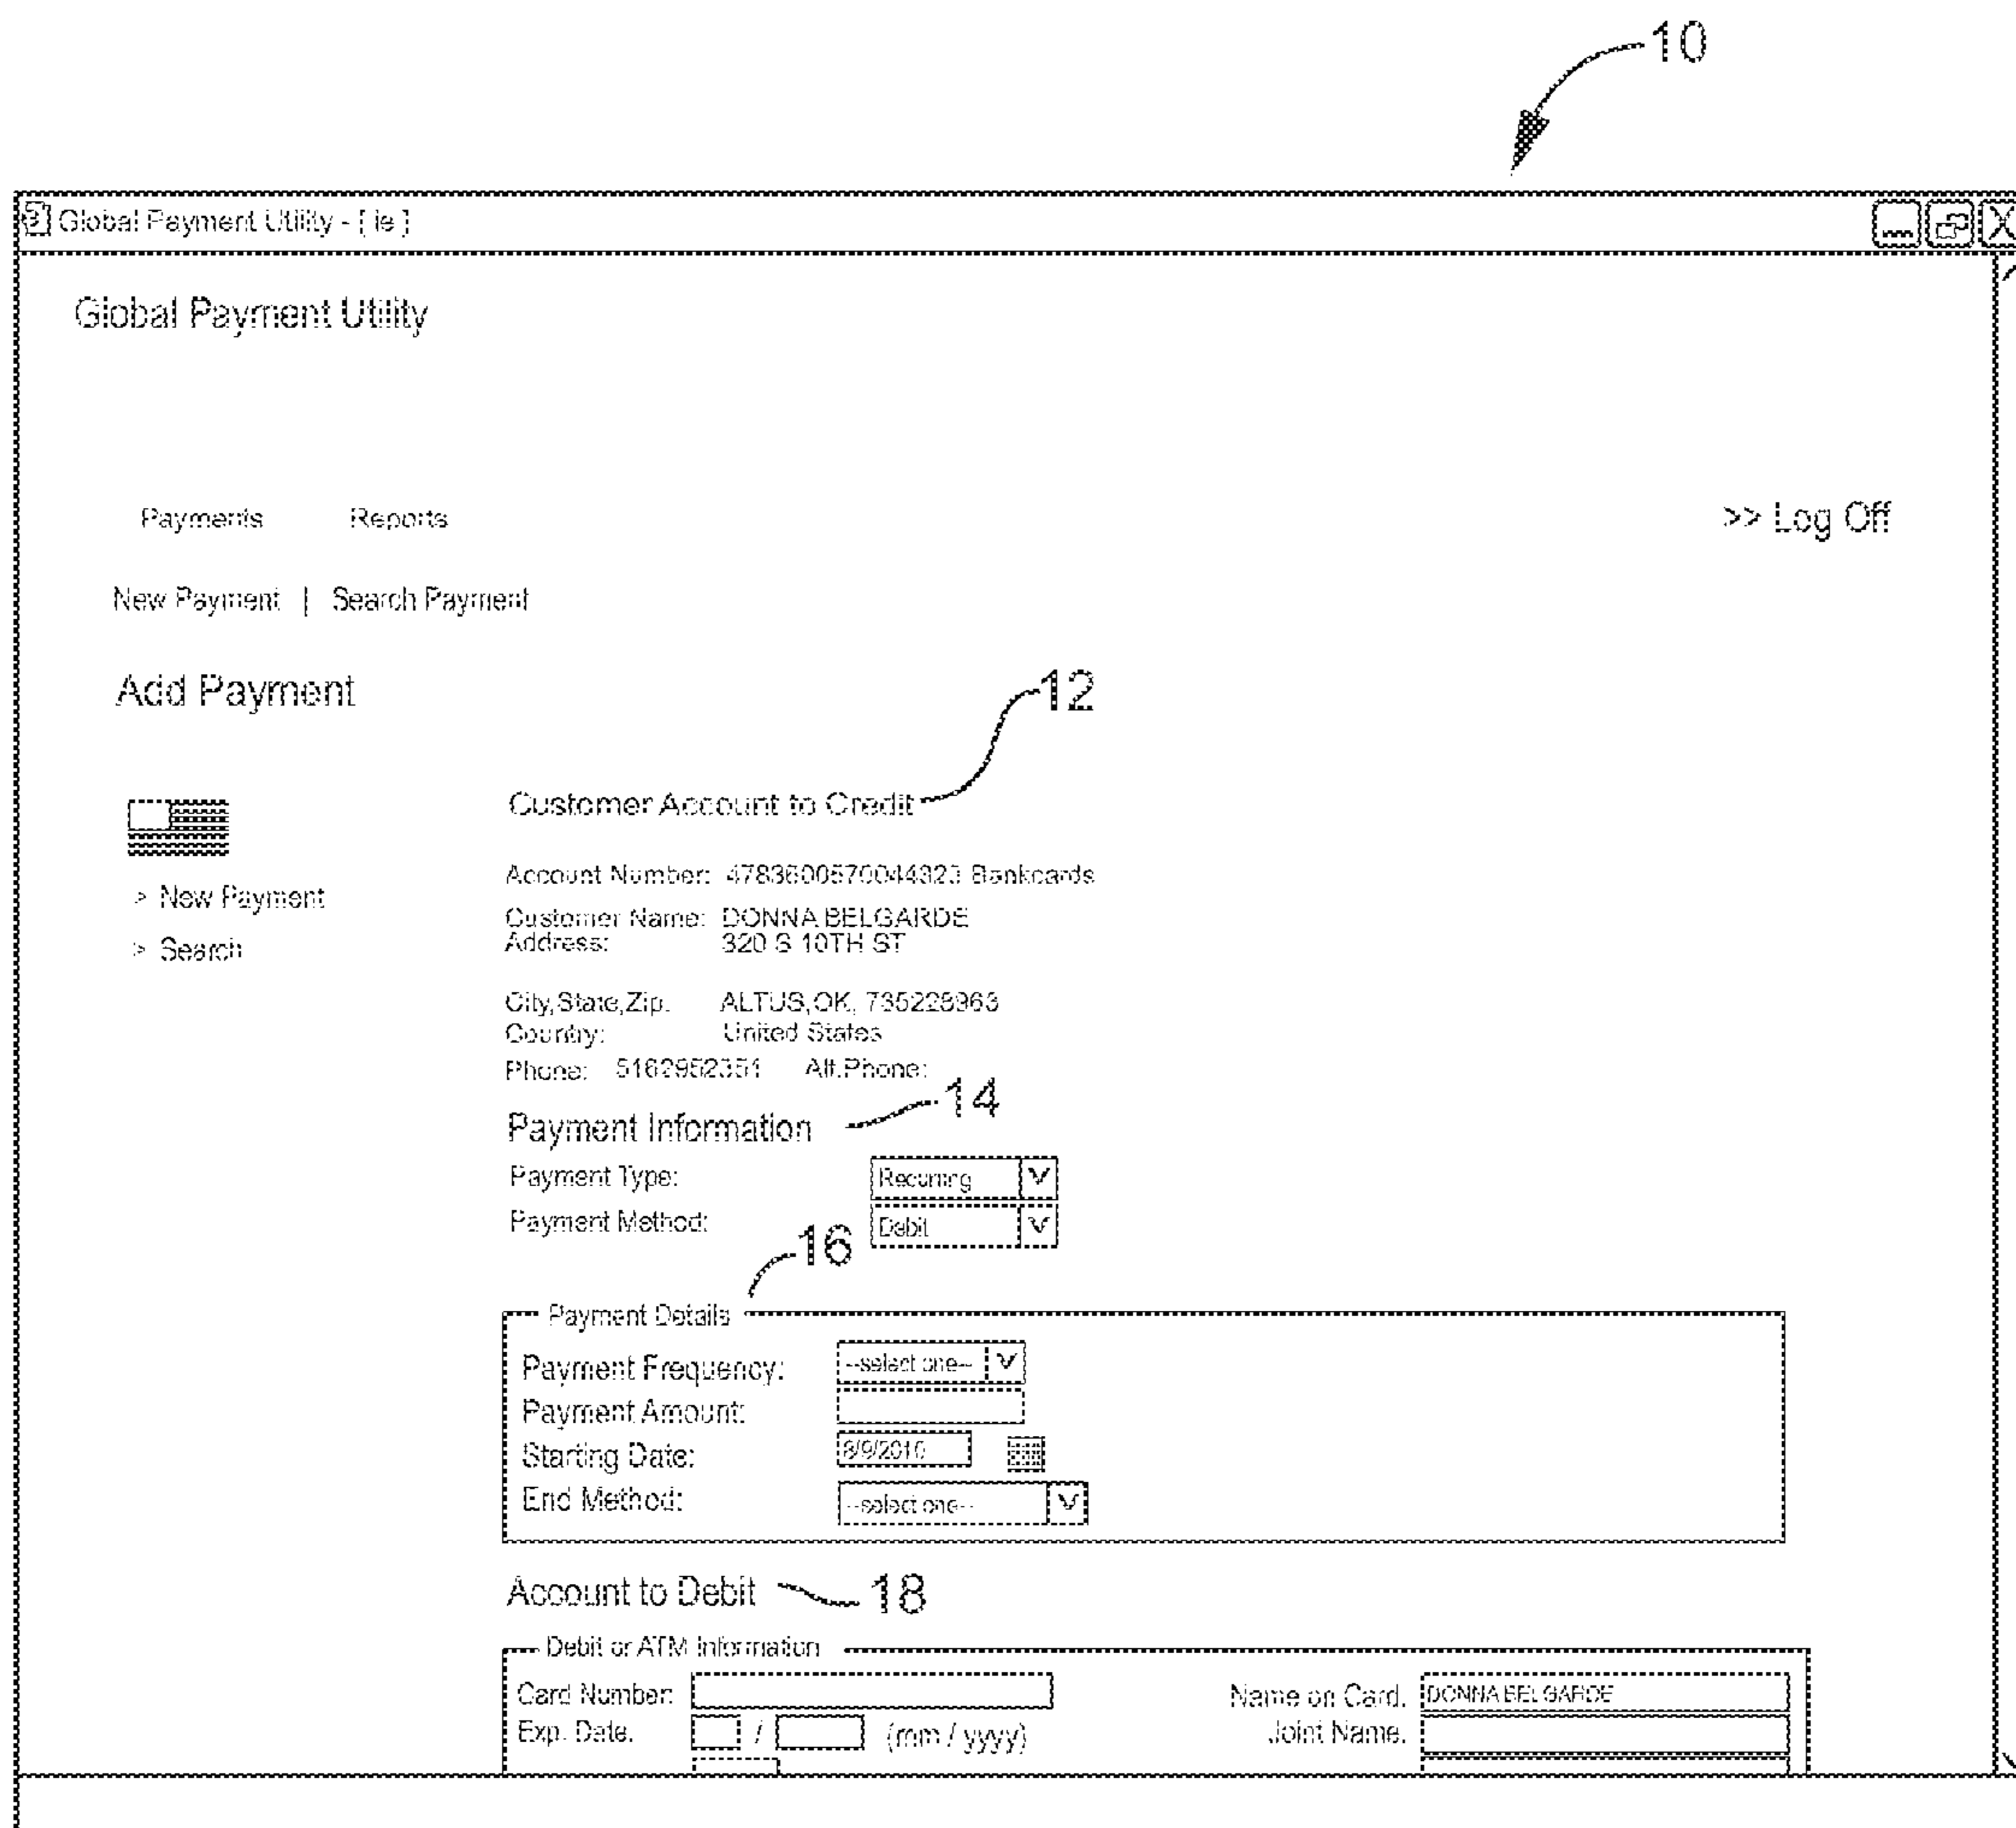 10
Global Payment Utility - [ ie ]
Global Payment Utility
Payments Reports >> Log Off
New Payment | Search Payment
Add Payment
12
Customer Account to Credit
Account Number: Bankcards
> New Payment
Customer Name: DONNA BELGARDE
> Search
Address: 320 S 10TH ST
City,State,Zip. ALTUS,OK, 735228963
Country: United States
Phone: 5162952351 Alt.Phone:
14
Payment Information
Payment Type: Recurring
Payment Method: Debit
16
Payment Details
Payment Frequency: --select one--
Payment Amount:
Starting Date: 8/9/2010
End Method: --select one--
Account to Debit 18
Debit or ATM Information
Card Number: Name on Card. DONNA BELGARDE
Exp. Date. / (mm / yyyy) Joint Name.